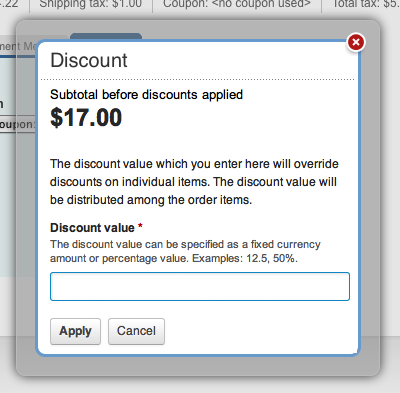 .22 Shipping tax: $1.00 Coupon: <no coupon used> Total tax: $5.
ment Me
Discount
Subtotal before discounts applied
$17.00
oupon:
The discount value which you enter here will override
discounts on individual items. The discount value will
be distributed among the order items.
Discount value *
The discount value can be specified as a fixed currency
amount or percentage value. Examples: 12.5, 50%.
Apply Cancel